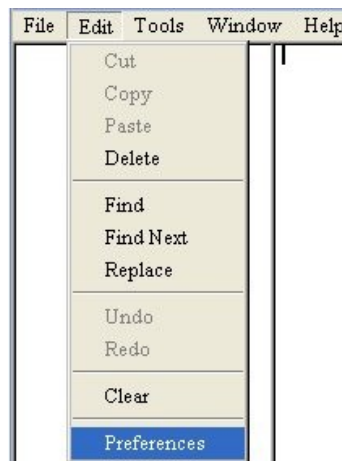 File Edit Tools Window Help
Cut
Copy
Paste
Delete
Find
Find Next
Replace
Undo
Redo
Clear
Preferences